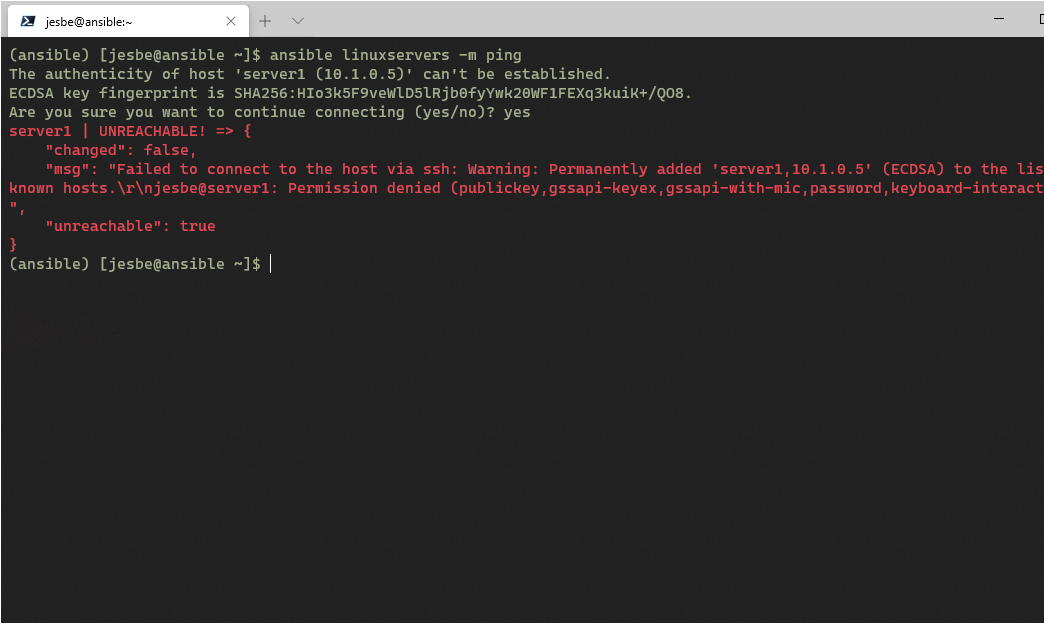 jesbe@ansible:~
(ansible) [jesbe@ansible ~]$ ansible linuxservers -m ping
The authenticity of host 'server1 (10.1.0.5)' can't be established.
ECDSA key fingerprint is SHA256:HIo3k5F9veWlD5lRjb0fyYwk20WF1FEXq3kuiK+/QO8.
Are you sure you want to continue connecting (yes/no)? yes
server1 | UNREACHABLE! => {
    "changed": false,
    "msg": "Failed to connect to the host via ssh: Warning: Permanently added 'server1,10.1.0.5' (ECDSA) to the lis
known hosts.\r\njesbe@server1: Permission denied (publickey,gssapi-keyex,gssapi-with-mic,password,keyboard-interact
",
    "unreachable": true
}
(ansible) [jesbe@ansible ~]$